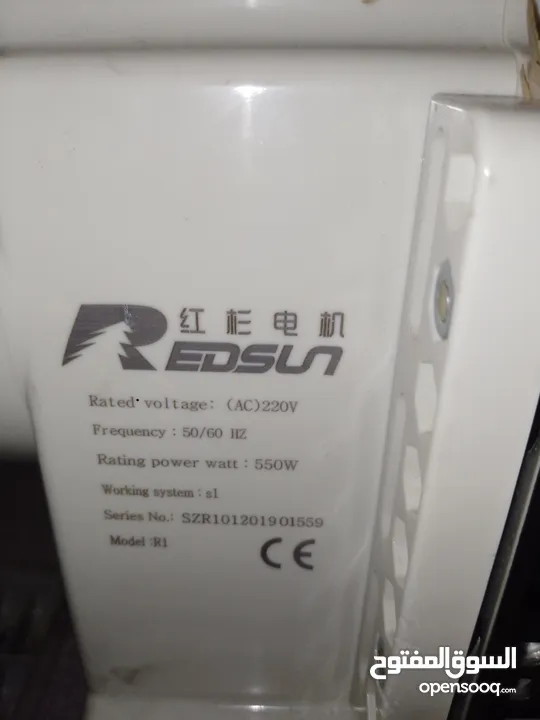 红杉电机
REDSUN
Rated voltage: (AC)220V
Frequency : 50/60 HZ
Rating power watt : 550W
Working system : s1
Series No.: SZR101201901559
Model :R1
CE
السوق المفتوح
opensooq.com